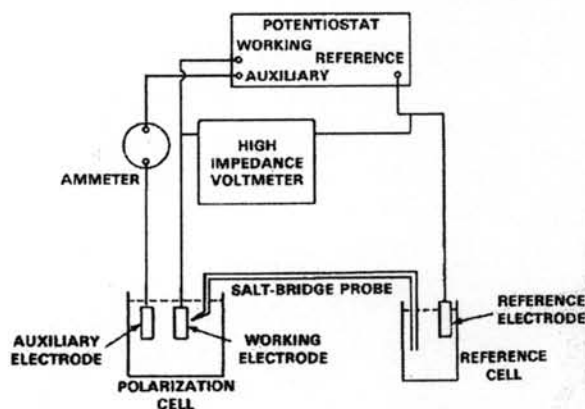 POTENTIOSTAT
WORKING
REFERENCE
AUXILIARY
AMMETER
HIGH
IMPEDANCE
VOLTMETER
SALT-BRIDGE PROBE
AUXILIARY
ELECTRODE
WORKING
ELECTRODE
REFERENCE
ELECTRODE
REFERENCE
CELL
POLARIZATION
CELL